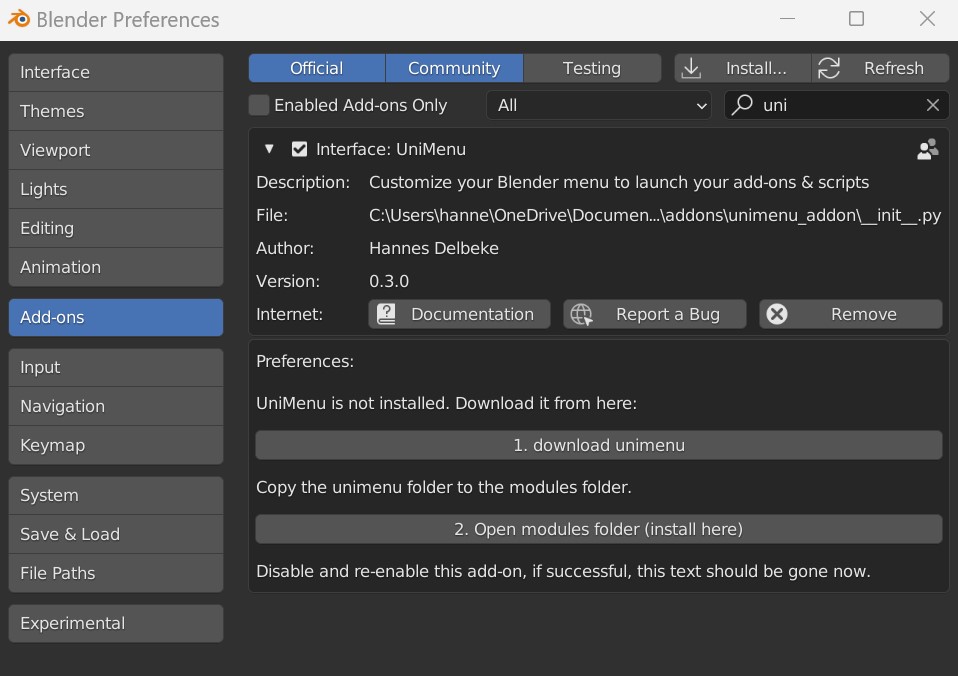 Blender Preferences
Interface
Themes
Viewport
Lights
Editing
Animation
Add-ons
Input
Navigation
Keymap
System
Save & Load
File Paths
Experimental
Official Community Testing Install... Refresh
Enabled Add-ons Only All uni
Interface: UniMenu
Description: Customize your Blender menu to launch your add-ons & scripts
File: C:\Users\hanne\OneDrive\Documen...\addons\unimenu_addon\__init__.py
Author: Hannes Delbeke
Version: 0.3.0
Internet: Documentation Report a Bug Remove
Preferences:
UniMenu is not installed. Download it from here:
1. download unimenu
Copy the unimenu folder to the modules folder.
2. Open modules folder (install here)
Disable and re-enable this add-on, if successful, this text should be gone now.